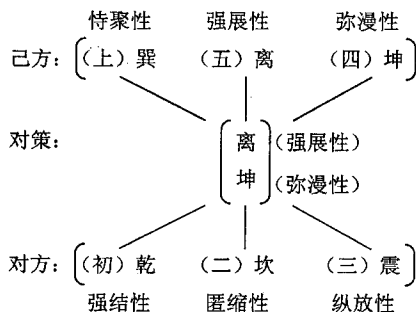 恃聚性 强展性 弥漫性
己方：(上)巽 (五)离 (四)坤
对策： 离(强展性)
坤(弥漫性)
对方：(初)乾 (二)坎 (三)震
强结性 匿缩性 纵放性